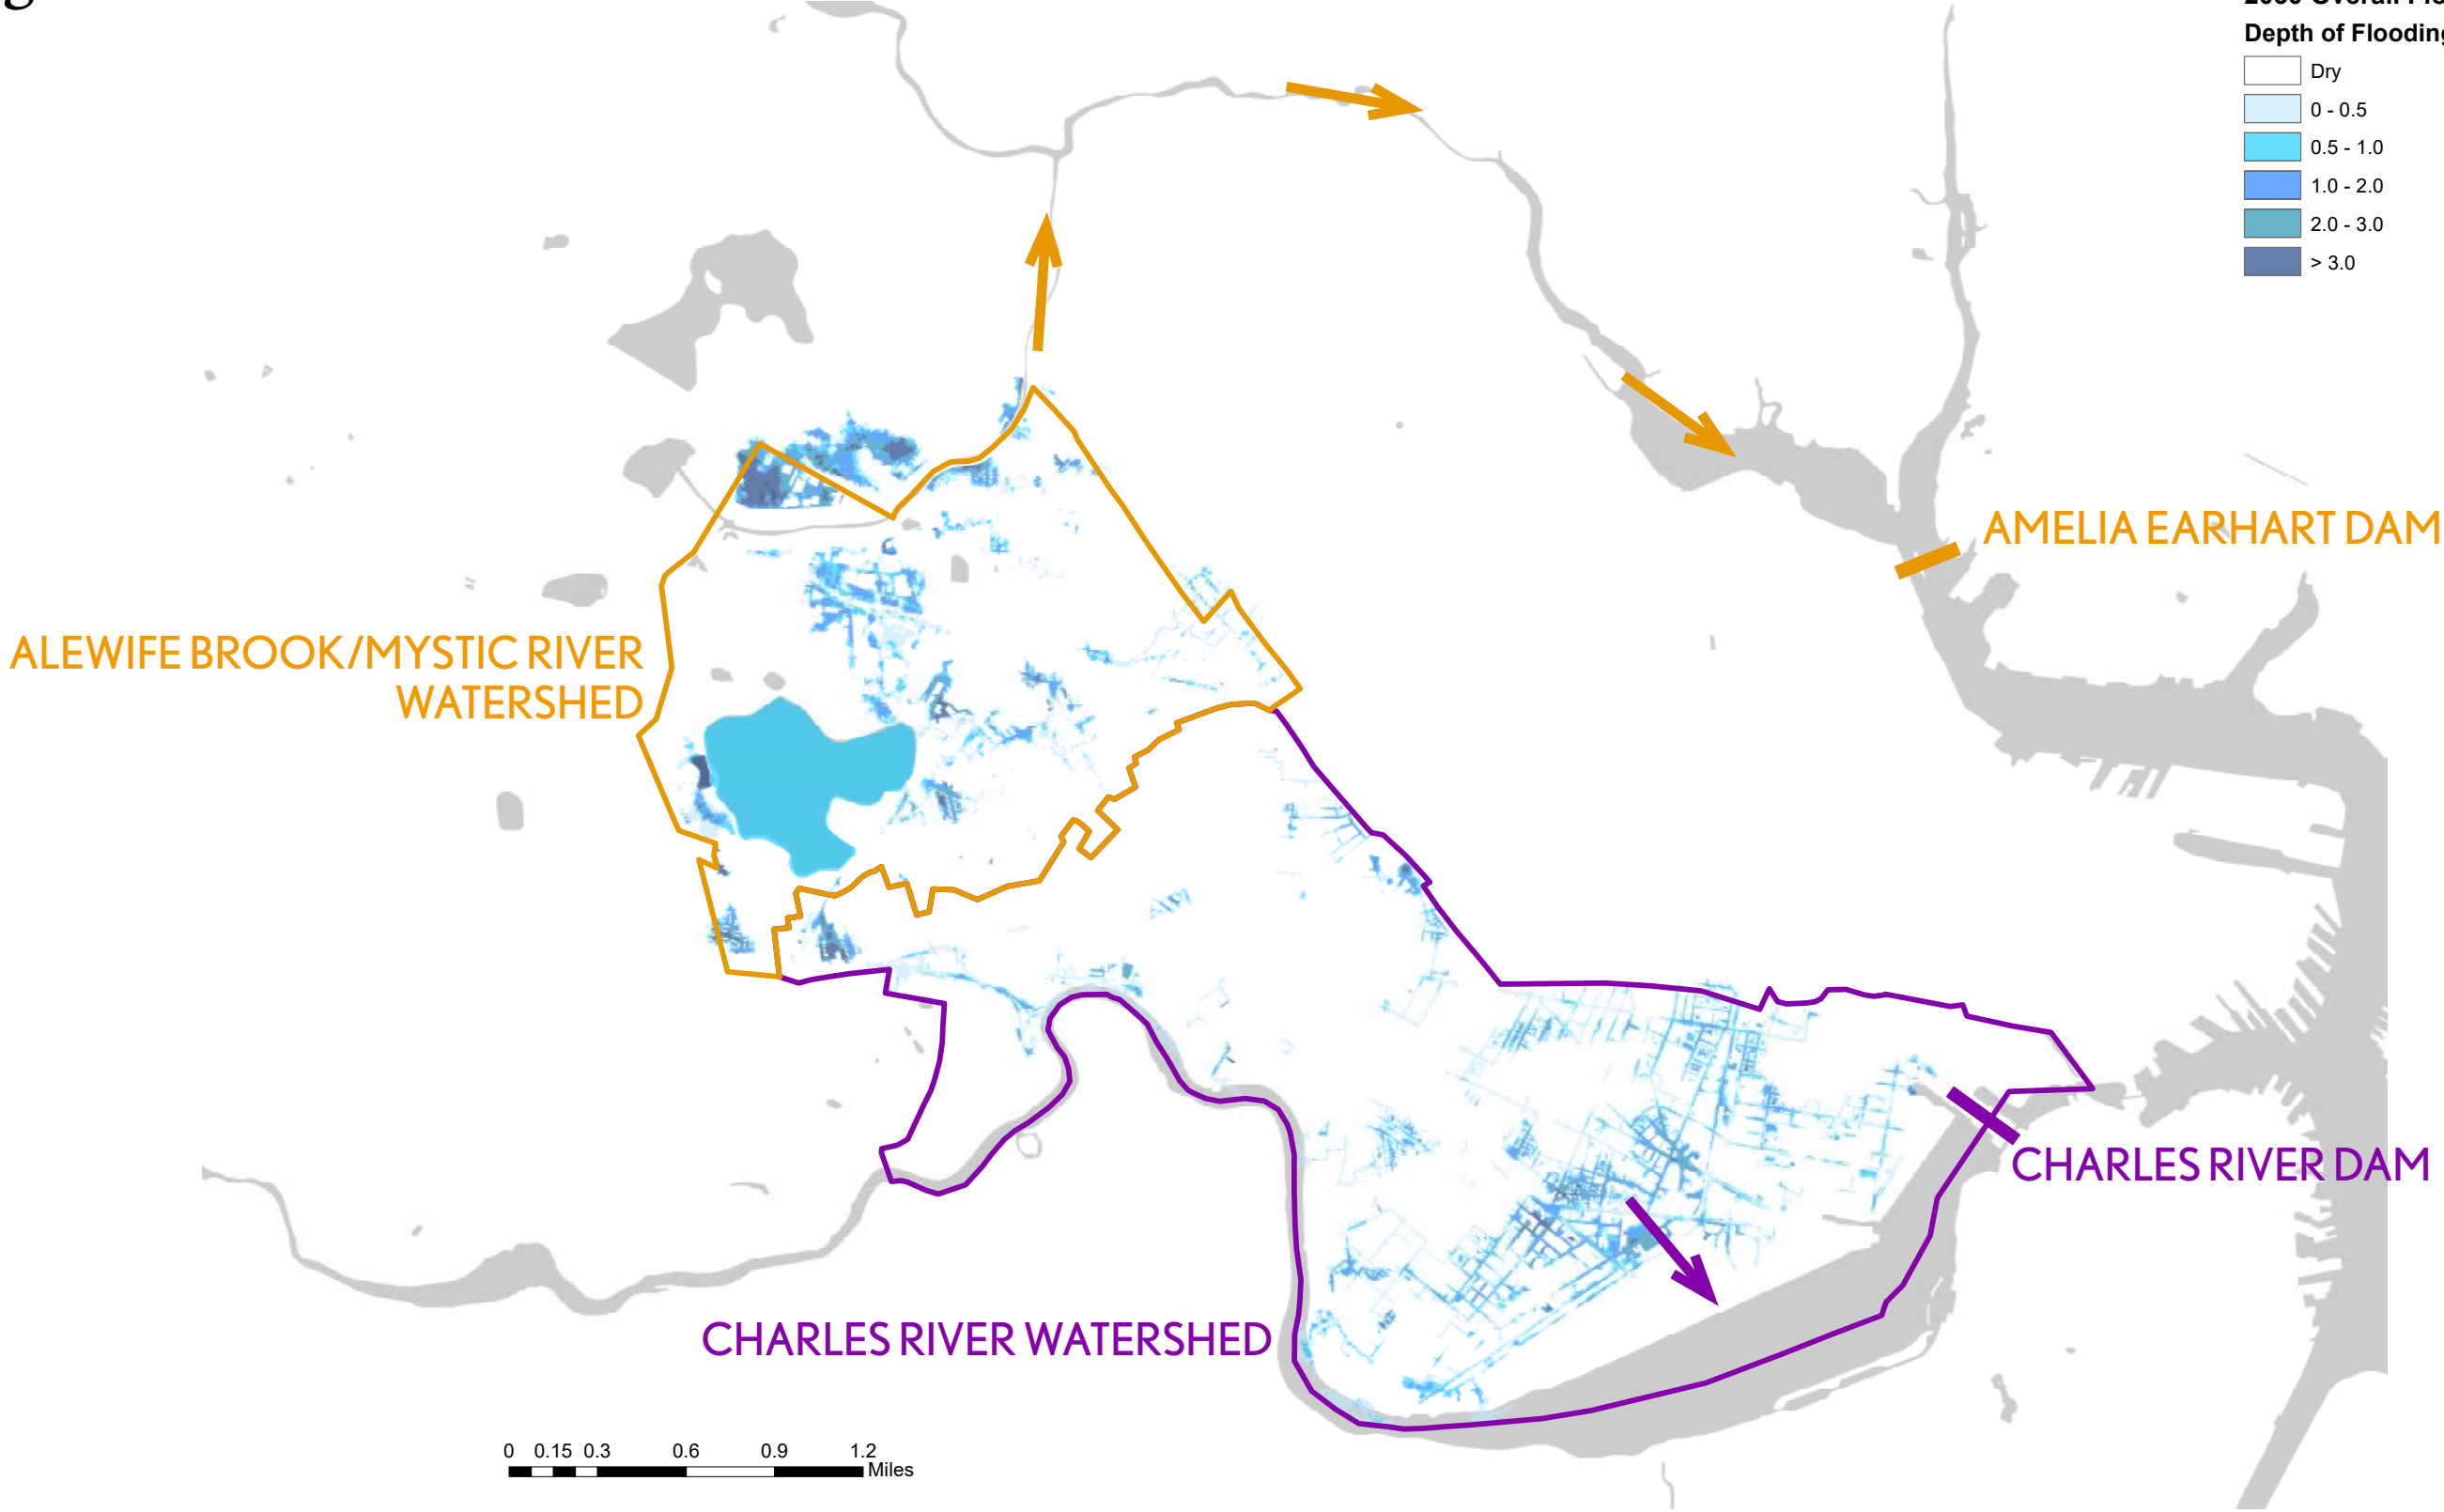 Depth of Flooding
Dry
0 - 0.5
0.5 - 1.0
1.0 - 2.0
2.0 - 3.0
> 3.0
AMELIA EARHART DAM
ALEWIFE BROOK/MYSTIC RIVER
WATERSHED
CHARLES RIVER DAM
CHARLES RIVER WATERSHED
0 0.15 0.3 0.6 0.9 1.2
Miles